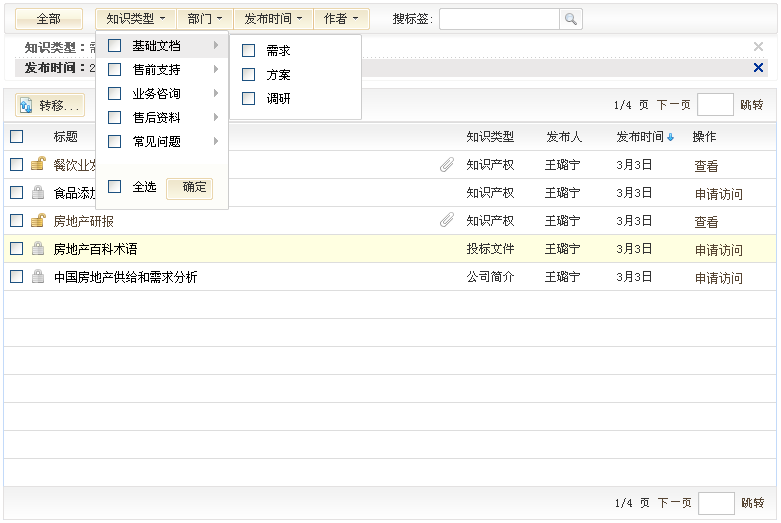 全部 知识类型 部门 发布时间 作者 搜标签:
知识类型:
发布时间:2
基础文档
售前支持
业务咨询
售后资料
常见问题
全选 确定
需求
方案
调研
转移... 1/4 页 下一页 跳转
标题 知识类型 发布人 发布时间 操作
餐饮业 知识产权 王璐宁 3月3日 查看
食品添加 知识产权 王璐宁 3月3日 申请访问
房地产研报 知识产权 王璐宁 3月3日 查看
房地产百科术语 投标文件 王璐宁 3月3日 申请访问
中国房地产供给和需求分析 公司简介 王璐宁 3月3日 申请访问
1/4 页 下一页 跳转